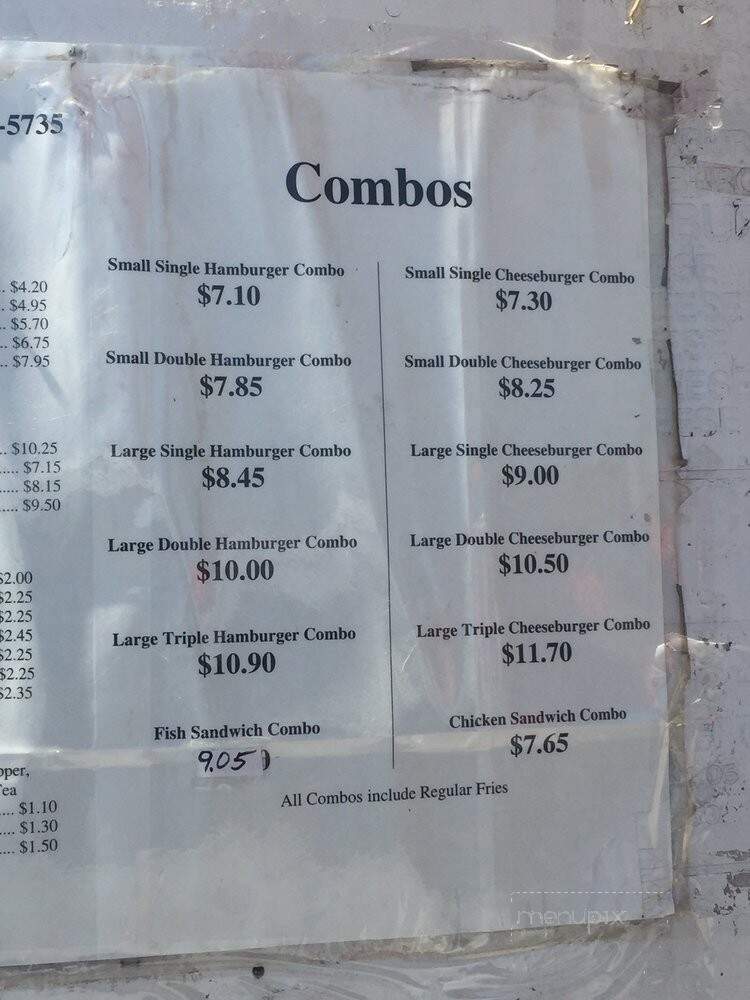 -5735
.. $4.20
. $4.95
.. $5.70
.. $6.75
.. $7.95
.. $10.25
..... $7.15
..... $8.15
..... $9.50
$2.00
$2.25
$2.25
$2.45
$2.25
$2.25
$2.35
pper,
Tea
.... $1.10
.... $1.30
.... $1.50
Combos
Small Single Hamburger Combo
$7.10
Small Double Hamburger Combo
$7.85
Large Single Hamburger Combo
$8.45
Large Double Hamburger Combo
$10.00
Large Triple Hamburger Combo
$10.90
Fish Sandwich Combo
9.05
Small Single Cheeseburger Combo
$7.30
Small Double Cheeseburger Combo
$8.25
Large Single Cheeseburger Combo
$9.00
Large Double Cheeseburger Combo
$10.50
Large Triple Cheeseburger Combo
$11.70
Chicken Sandwich Combo
$7.65
All Combos include Regular Fries
menupix